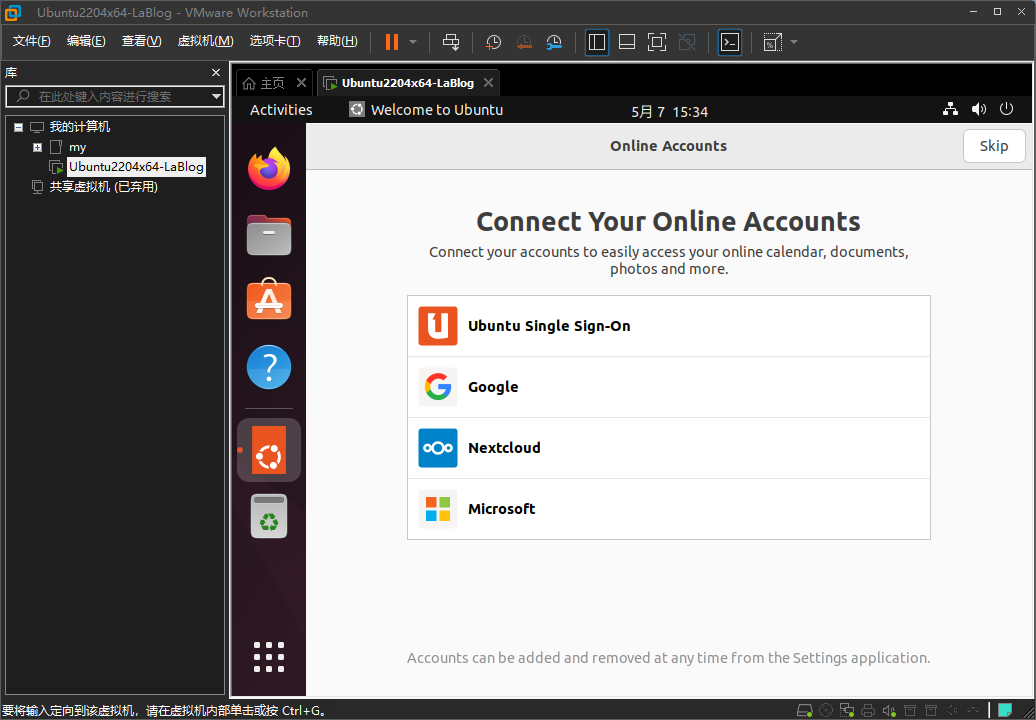 Ubuntu2204x64-LaBlog - VMware Workstation
文件(F) 编辑(E) 查看(V) 虚拟机(M) 选项卡(T) 帮助(H)
库
在此处键入内容进行搜索
我的计算机
my
Ubuntu2204x64-LaBlog
共享虚拟机 (已弃用)
主页 Ubuntu2204x64-LaBlog
Activities Welcome to Ubuntu 5月 7 15:34
Online Accounts Skip
Connect Your Online Accounts
Connect your accounts to easily access your online calendar, documents,
photos and more.
Ubuntu Single Sign-On
Google
Nextcloud
Microsoft
Accounts can be added and removed at any time from the Settings application.
要将输入定向到该虚拟机，请在虚拟机内部单击或按 Ctrl+G。